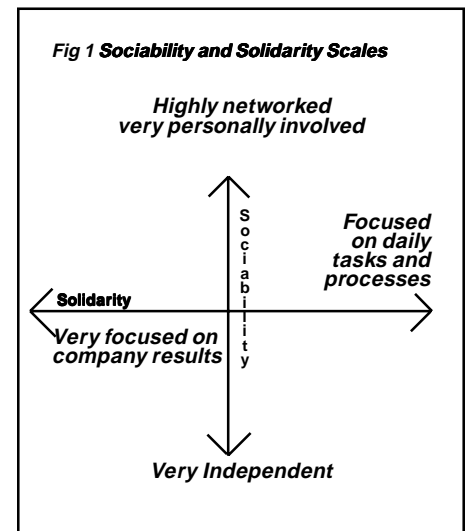 Fig 1 Sociability and Solidarity Scales
Highly networked
very personally involved
Sociability
Focused
on daily
tasks and
processes
Solidarity
Very focused on
company results
Very Independent